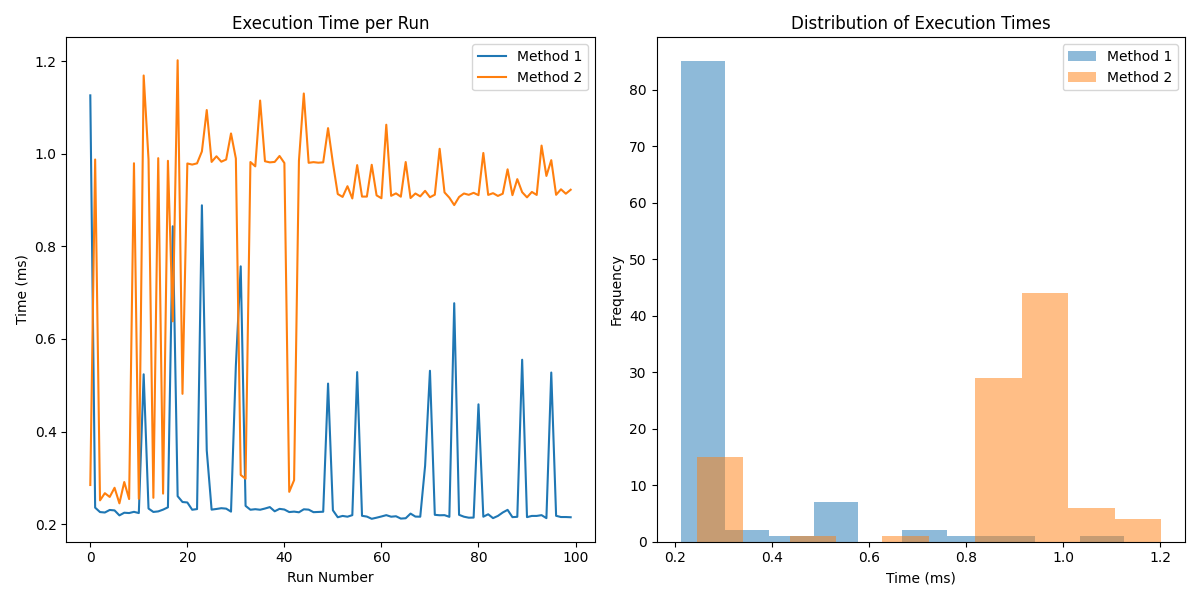 Execution Time per Run
Time (ms)
1.2
1.0
0.8
0.6
0.4
0.2
0
20
40
60
80
100
Run Number
Method 1
Method 2
Distribution of Execution Times
Frequency
80
70
60
50
40
30
20
10
0
0.2
0.4
0.6
0.8
1.0
1.2
Time (ms)
Method 1
Method 2